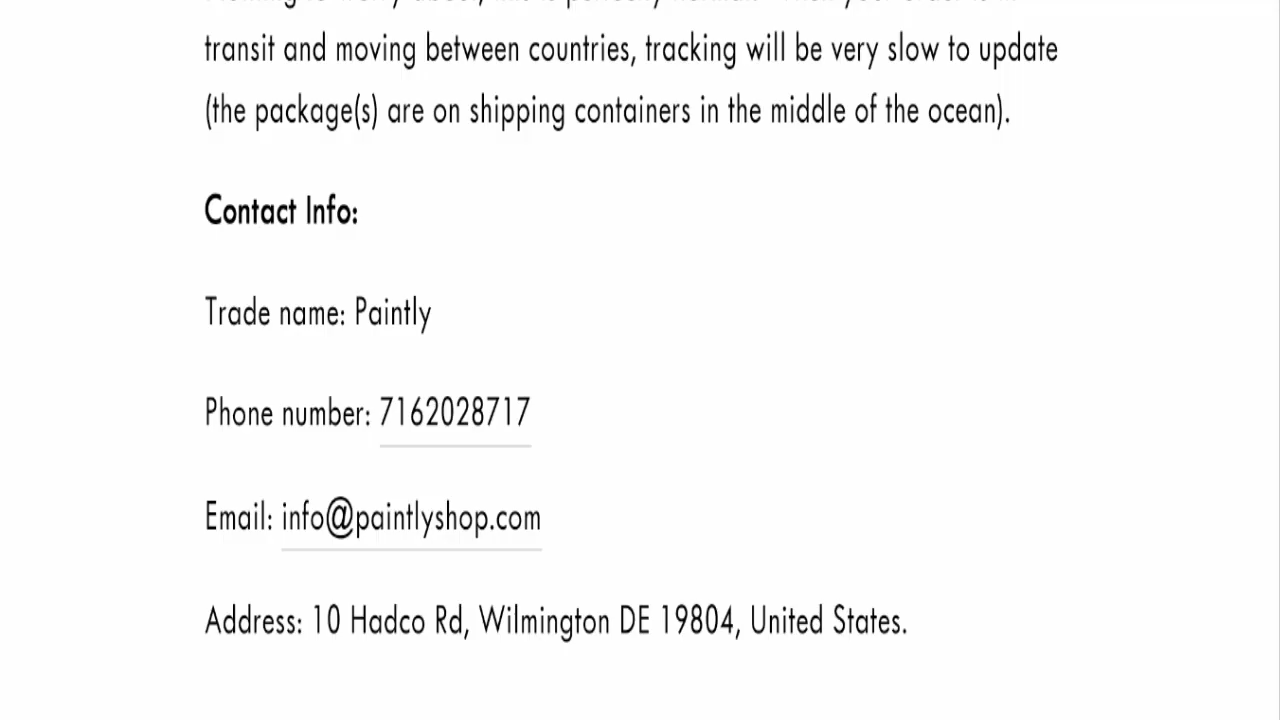 transit and moving between countries, tracking will be very slow to update
(the package(s) are on shipping containers in the middle of the ocean).
Contact Info:
Trade name: Paintly
Phone number: 7162028717
Email: info@paintlyshop.com
Address: 10 Hadco Rd, Wilmington DE 19804, United States.